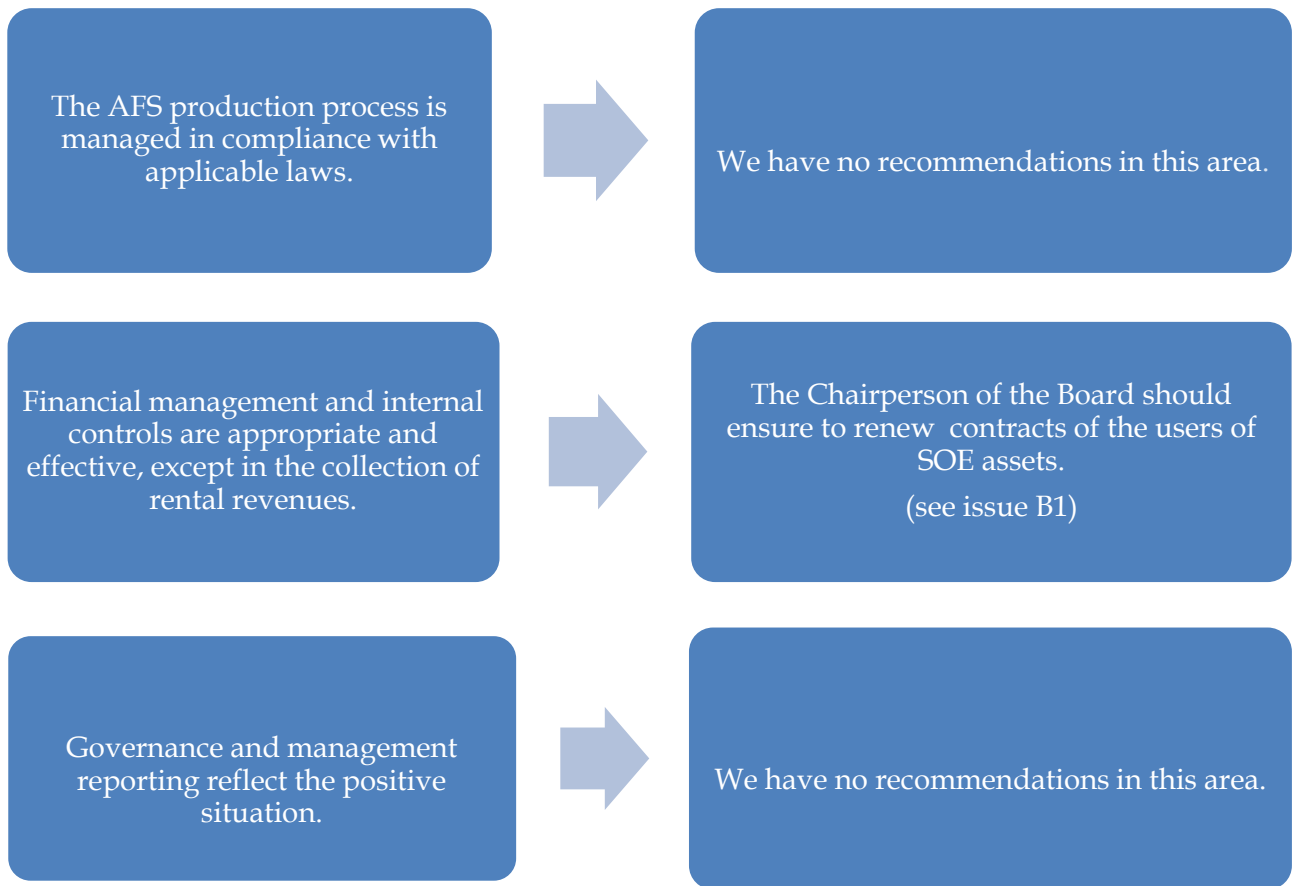 The AFS production process is
managed in compliance with
applicable laws.
We have no recommendations in this area.
Financial management and internal
controls are appropriate and
effective, except in the collection of
rental revenues.
The Chairperson of the Board should
ensure to renew  contracts of the users of
SOE assets.
(see issue B1)
Governance and management
reporting reflect the positive
situation.
We have no recommendations in this area.